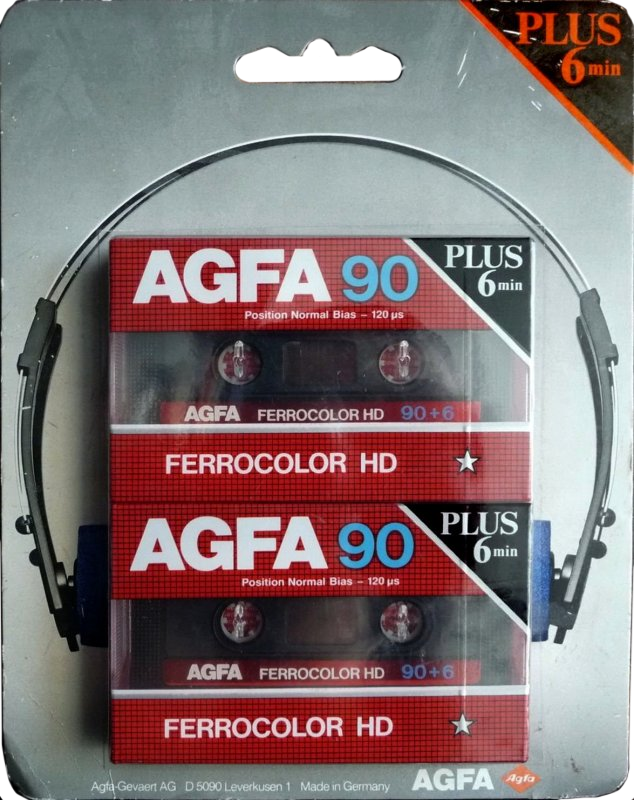 PLUS
6 min
AGFA 90
PLUS
6 min
Position Normal Bias – 120 µs
AGFA FERROCOLOR HD 90+6
FERROCOLOR HD
AGFA 90
PLUS
6 min
Position Normal Bias – 120 µs
AGFA FERROCOLOR HD 90+6
FERROCOLOR HD
Agfa-Gevaert AG D 5090 Leverkusen 1 Made in Germany AGFA Agfa